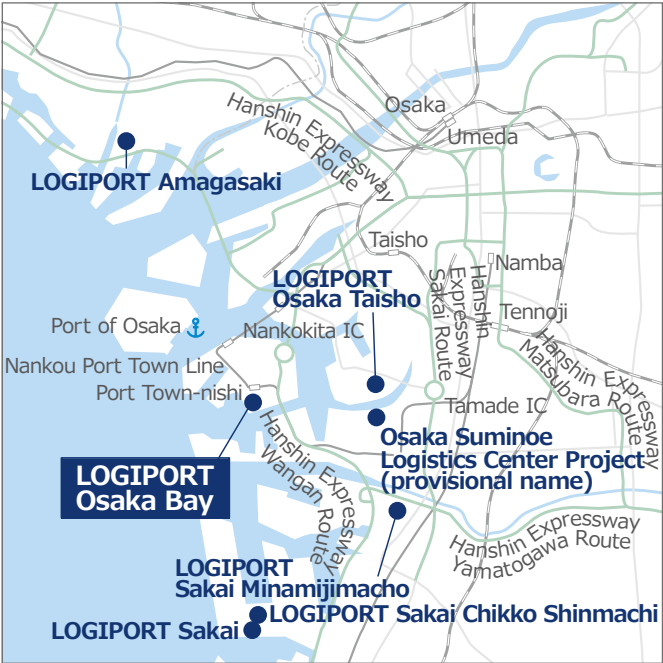 Osaka
Hanshin Expressway
Kobe Route
Umeda
LOGIPORT Amagasaki
Taisho
Namba
LOGIPORT
Osaka Taisho
Hanshin
Expressway
Sakai Route
Tennoji
Port of Osaka
Nankokita IC
Hanshin Expressway
Matsubara Route
Nankou Port Town Line
Port Town-nishi
Tamade IC
Osaka Suminoe
Logistics Center Project
(provisional name)
Hanshin Expressway
Wangan Route
LOGIPORT
Osaka Bay
Hanshin Expressway
Yamatogawa Route
LOGIPORT
Sakai Minamijimacho
LOGIPORT Sakai Chikko Shinmachi
LOGIPORT Sakai